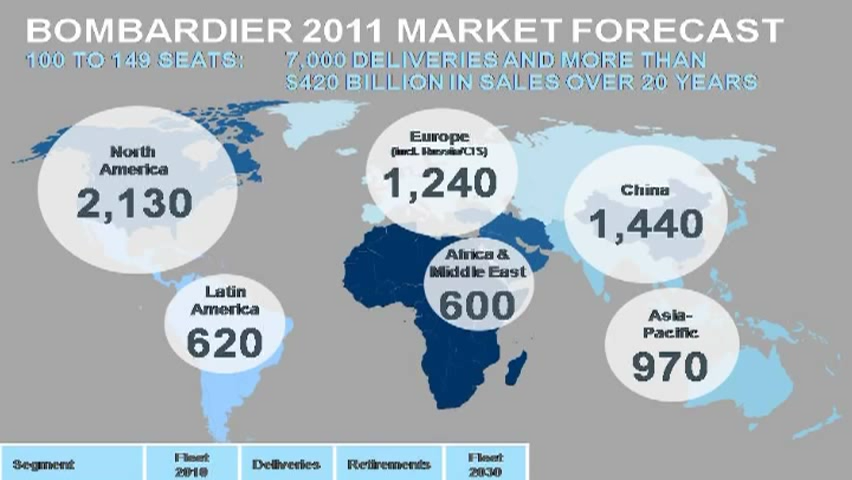 BOMBARDIER 2011 MARKET FORECAST
100 TO 149 SEATS: 7,000 DELIVERIES AND MORE THAN
$420 BILLION IN SALES OVER 20 YEARS
North
America
2,130
Europe
(incl. Russia/CIS)
1,240
China
1,440
Africa &
Middle East
600
Latin
America
620
Asia-
Pacific
970
Segment Fleet 2010 Deliveries Retirements Fleet 2030